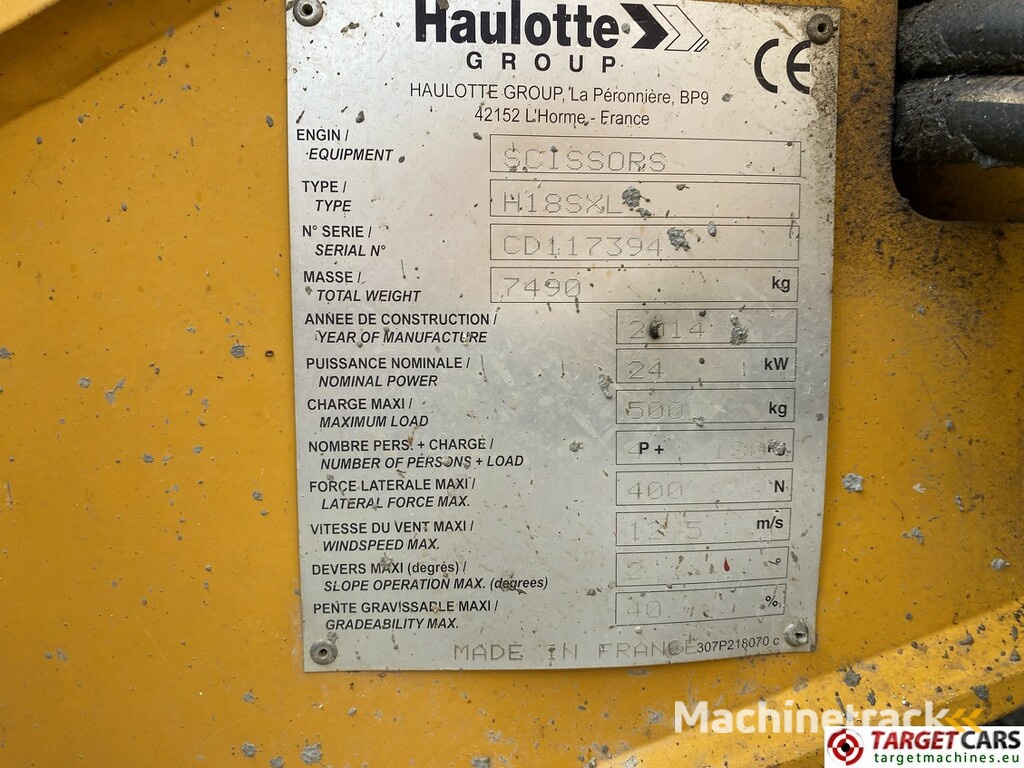 Haulotte
GROUP
CE
HAULOTTE GROUP, La Péronnière, BP9
42152 L'Horme - France
ENGIN /
EQUIPMENT
SCISSORS
TYPE /
TYPE
H18SXL
N° SERIE /
SERIAL N°
CD117394
MASSE /
TOTAL WEIGHT
7490 kg
ANNEE DE CONSTRUCTION /
YEAR OF MANUFACTURE
2014
PUISSANCE NOMINALE /
NOMINAL POWER
24 kW
CHARGE MAXI /
MAXIMUM LOAD
500 kg
NOMBRE PERS. + CHARGE /
NUMBER OF PERSONS + LOAD
P + kg
FORCE LATERALE MAXI /
LATERAL FORCE MAX.
400 N
VITESSE DU VENT MAXI /
WINDSPEED MAX.
12.5 m/s
DEVERS MAXI (degrés) /
SLOPE OPERATION MAX. (degrees)
2
PENTE GRAVISSABLE MAXI /
GRADEABILITY MAX.
40 %
MADE IN FRANCE
307P218070 c
Machinetrack
TARGETCARS
targetmachines.eu